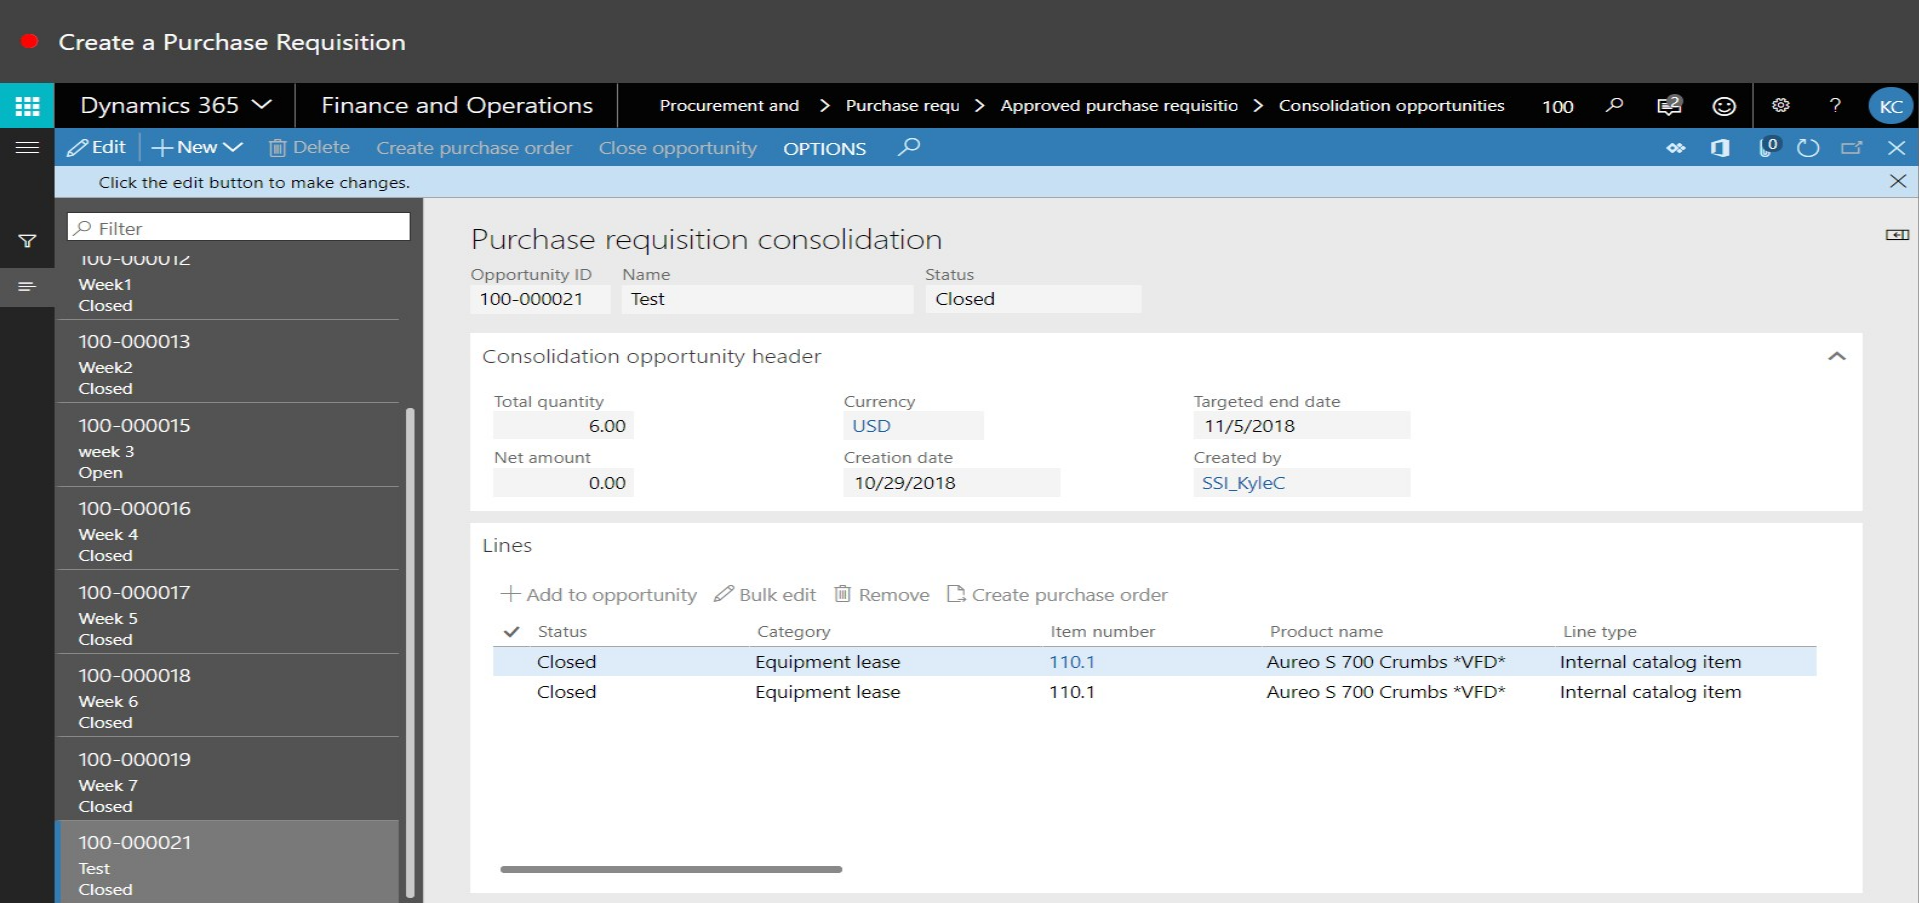 Create a Purchase Requisition
Dynamics 365
Finance and Operations
Procurement and > Purchase requ > Approved purchase requisitio > Consolidation opportunities
100
2
?
KC
Edit
New
Delete
Create purchase order
Close opportunity
OPTIONS
0
Click the edit button to make changes.
Filter
100-000012
Week1
Closed
100-000013
Week2
Closed
100-000015
week 3
Open
100-000016
Week 4
Closed
100-000017
Week 5
Closed
100-000018
Week 6
Closed
100-000019
Week 7
Closed
100-000021
Test
Closed
Purchase requisition consolidation
Opportunity ID Name Status
100-000021 Test Closed
Consolidation opportunity header
Total quantity Currency Targeted end date
6.00 USD 11/5/2018
Net amount Creation date Created by
0.00 10/29/2018 SSI_KyleC
Lines
Add to opportunity Bulk edit Remove Create purchase order
Status Category Item number Product name Line type
Closed Equipment lease 110.1 Aureo S 700 Crumbs *VFD* Internal catalog item
Closed Equipment lease 110.1 Aureo S 700 Crumbs *VFD* Internal catalog item